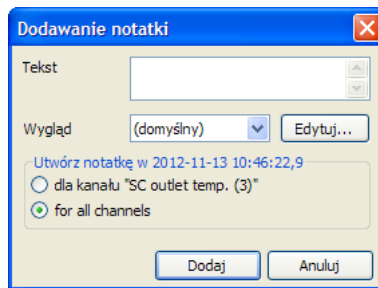 Dodawanie notatki
Tekst
Wygląd
(domyślny)
Edytuj...
Utwórz notatkę w 2012-11-13 10:46:22,9
dla kanału "SC outlet temp. (3)"
for all channels
Dodaj
Anuluj